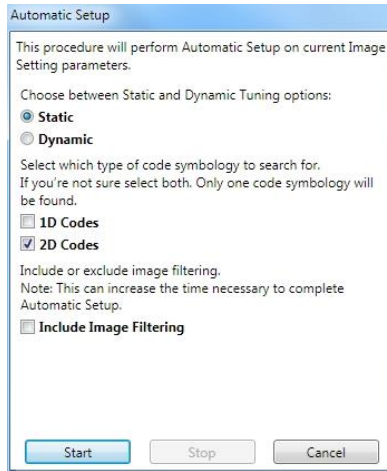 Automatic Setup
This procedure will perform Automatic Setup on current Image
Setting parameters.
Choose between Static and Dynamic Tuning options:
Static
Dynamic
Select which type of code symbology to search for.
If you're not sure select both. Only one code symbology will
be found.
1D Codes
2D Codes
Include or exclude image filtering.
Note: This can increase the time necessary to complete
Automatic Setup.
Include Image Filtering
Start Stop Cancel